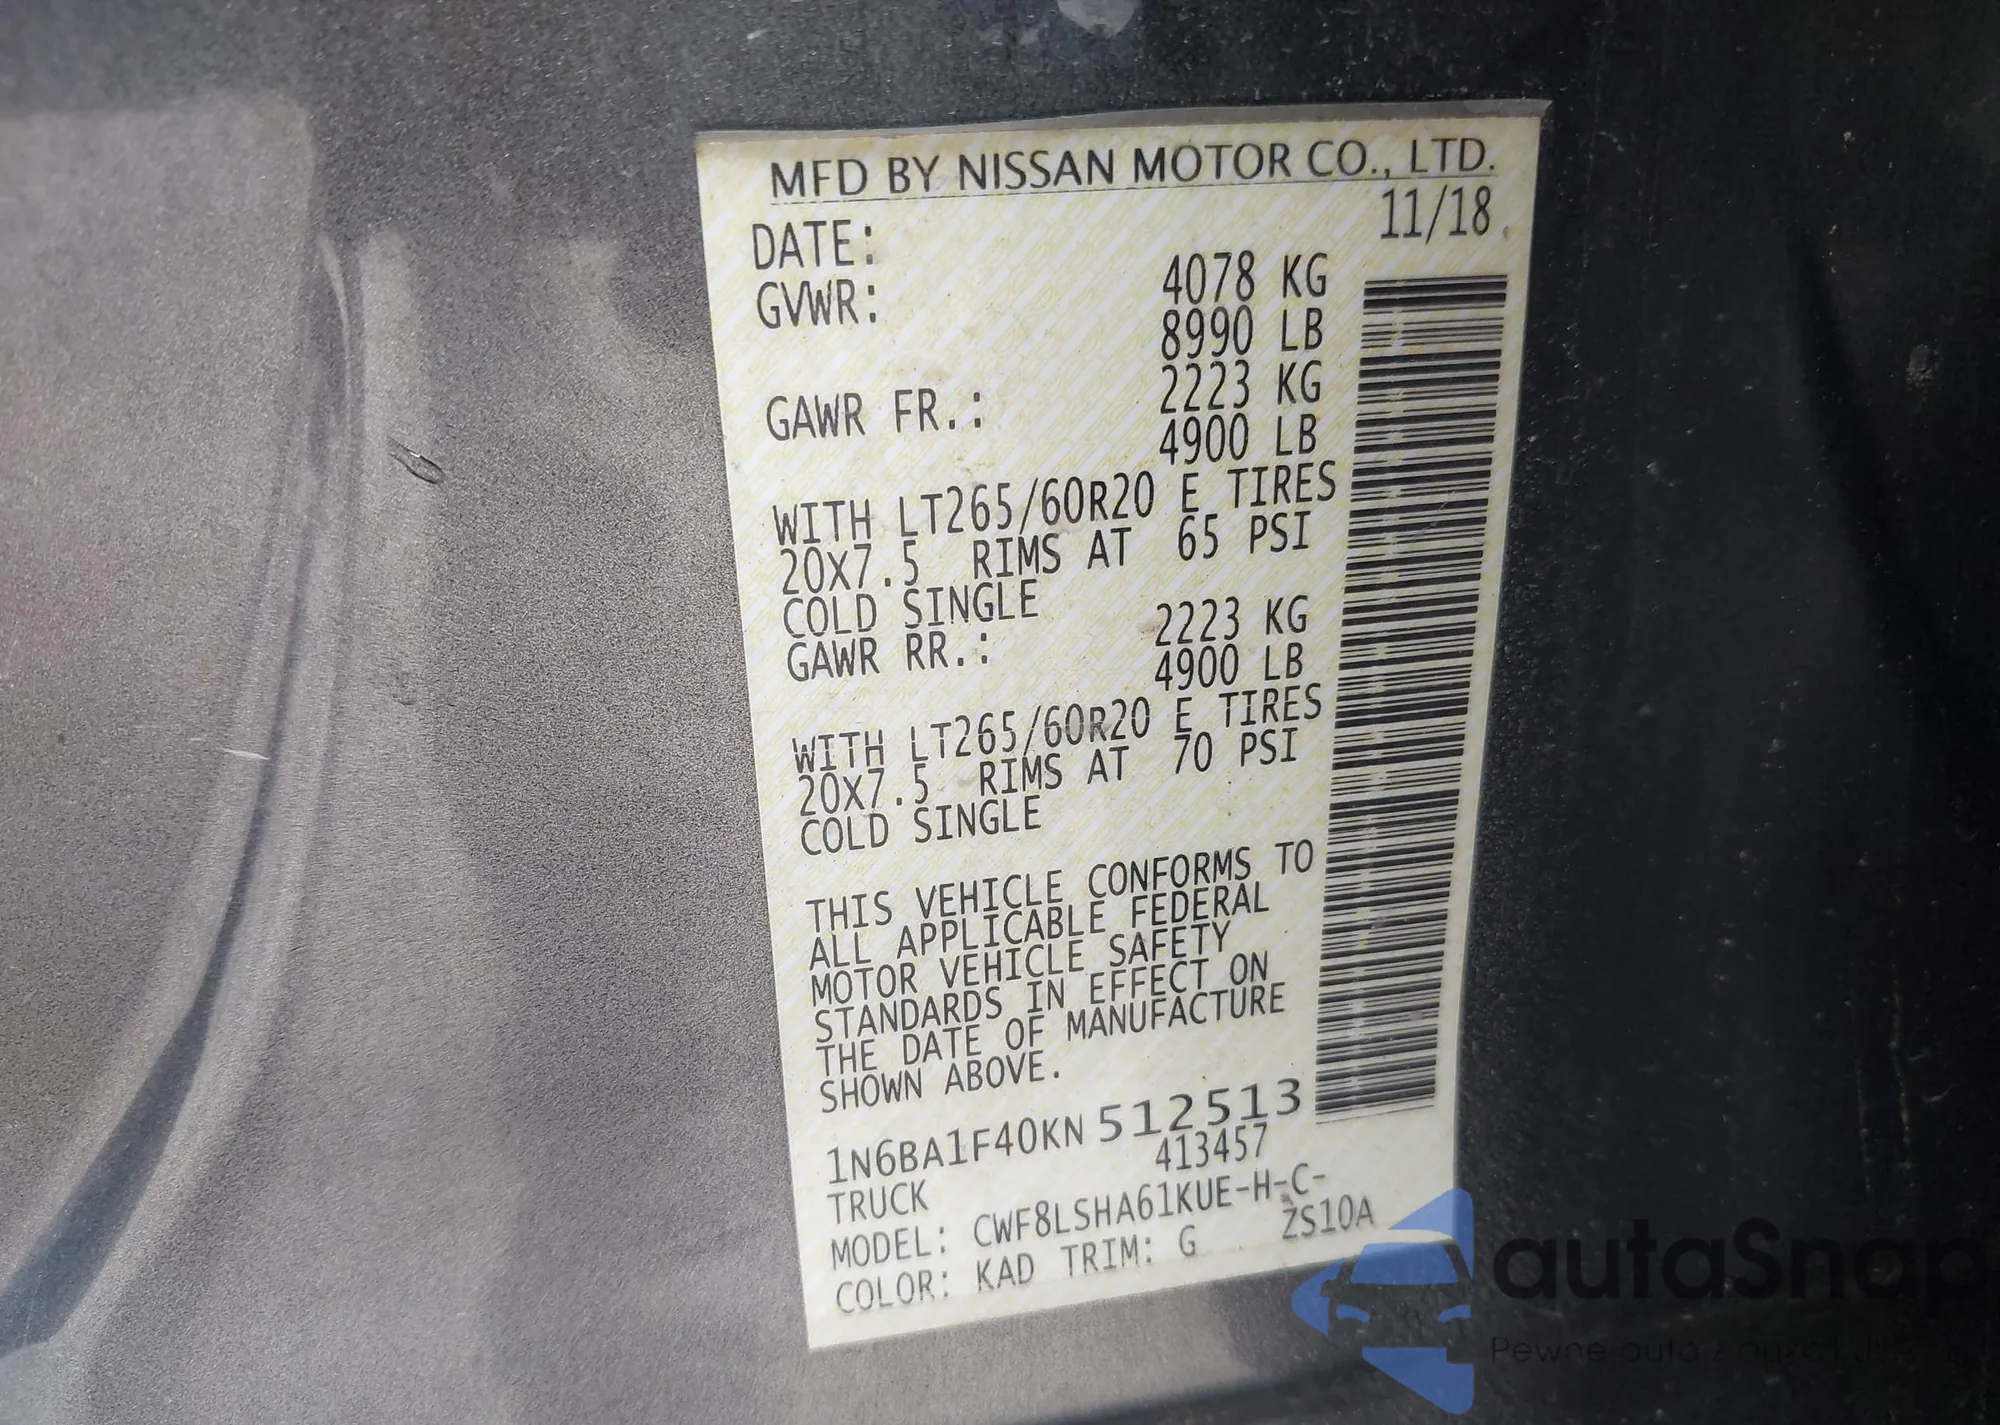 MFD BY NISSAN MOTOR CO., LTD.
DATE: 11/18
GVWR: 4078 KG
8990 LB
GAWR FR.: 2223 KG
4900 LB
WITH LT265/60R20 E TIRES
20X7.5 RIMS AT 65 PSI
COLD SINGLE
GAWR RR.: 2223 KG
4900 LB
WITH LT265/60R20 E TIRES
20X7.5 RIMS AT 70 PSI
COLD SINGLE
THIS VEHICLE CONFORMS TO
ALL APPLICABLE FEDERAL
MOTOR VEHICLE SAFETY
STANDARDS IN EFFECT ON
THE DATE OF MANUFACTURE
SHOWN ABOVE.
1N6BA1F40KN512513
TRUCK 413457
MODEL: CWF8LSHA61KUE-H-C-
ZS10A
COLOR: KAD TRIM: G
autaSnap
Pewne auta z